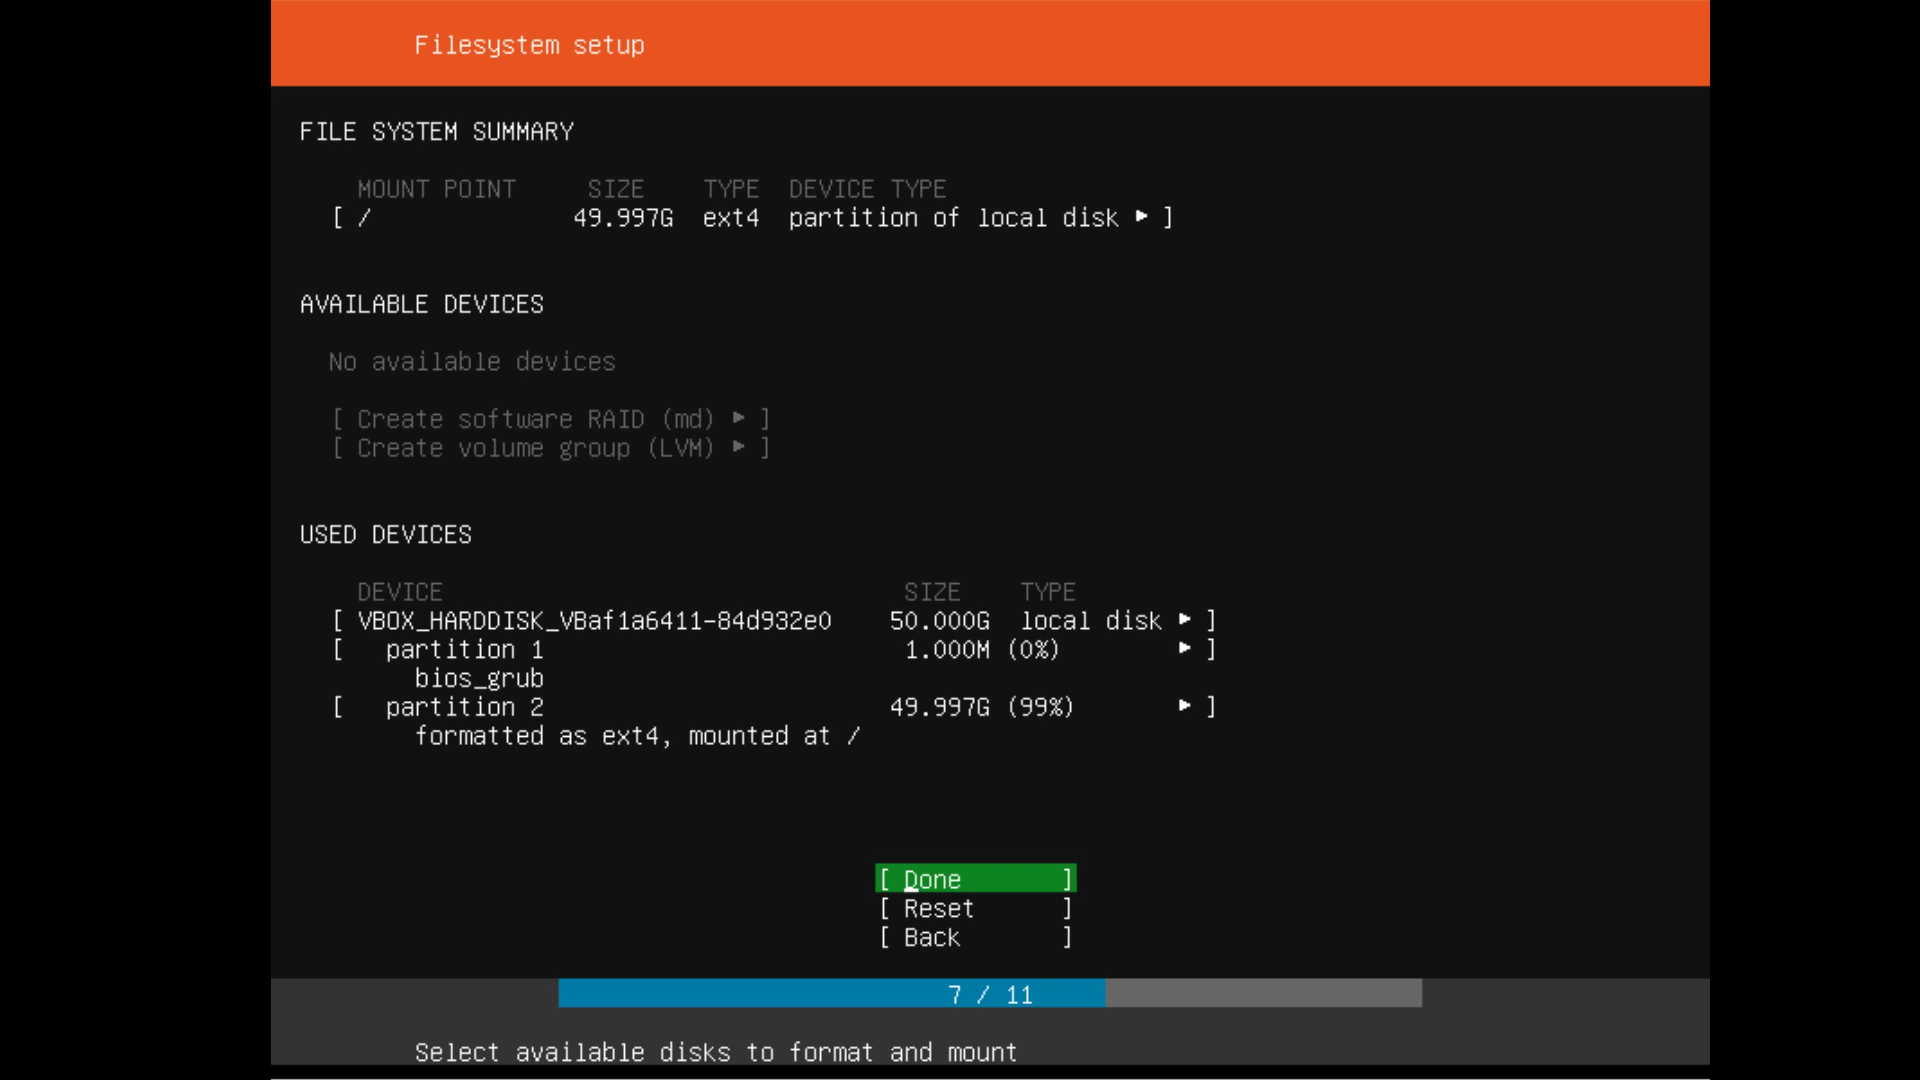 Filesystem setup
FILE SYSTEM SUMMARY
MOUNT POINT SIZE TYPE DEVICE TYPE
[ / 49.997G ext4 partition of local disk ▸ ]
AVAILABLE DEVICES
No available devices
[ Create software RAID (md) ▸ ]
[ Create volume group (LVM) ▸ ]
USED DEVICES
DEVICE SIZE TYPE
[ VBOX_HARDDISK_VBaf1a6411-84d932e0 50.000G local disk ▸ ]
[ partition 1 1.000M (0%) ▸ ]
bios_grub
[ partition 2 49.997G (99%) ▸ ]
formatted as ext4, mounted at /
[ Done ]
[ Reset ]
[ Back ]
7 / 11
Select available disks to format and mount